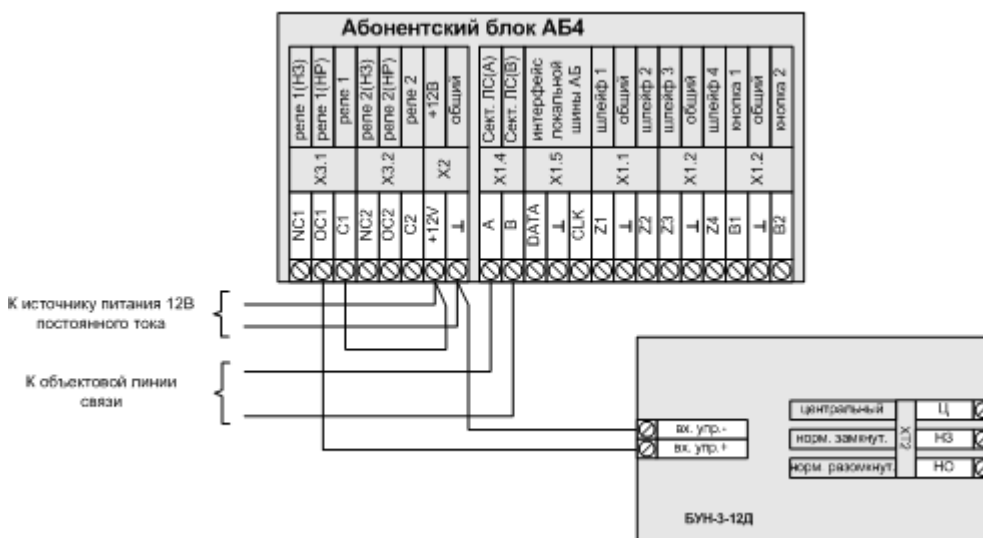 Абонентский блок АБ4
реле 1(НЗ)
реле 1(НР)
реле 1
реле 2(НЗ)
реле 2(НР)
реле 2
+12В
общий
Сект. ЛС(А)
Сект. ЛС(В)
интерфейс
локальной
шины АБ
шлейф 1
общий
шлейф 2
шлейф 3
общий
шлейф 4
кнопка 1
общий
кнопка 2
X3.1
X3.2
X2
X1.4
X1.5
X1.1
X1.2
X1.2
NC1
OC1
C1
NC2
OC2
C2
+12V
A
B
DATA
CLK
Z1
Z2
Z3
Z4
B1
B2
К источнику питания 12В
постоянного тока
К объектовой линии
связи
вх. упр.-
вх. упр.+
центральный
Ц
норм. замкнут.
НЗ
норм. разомкнут.
НО
XT2
БУН-3-12Д